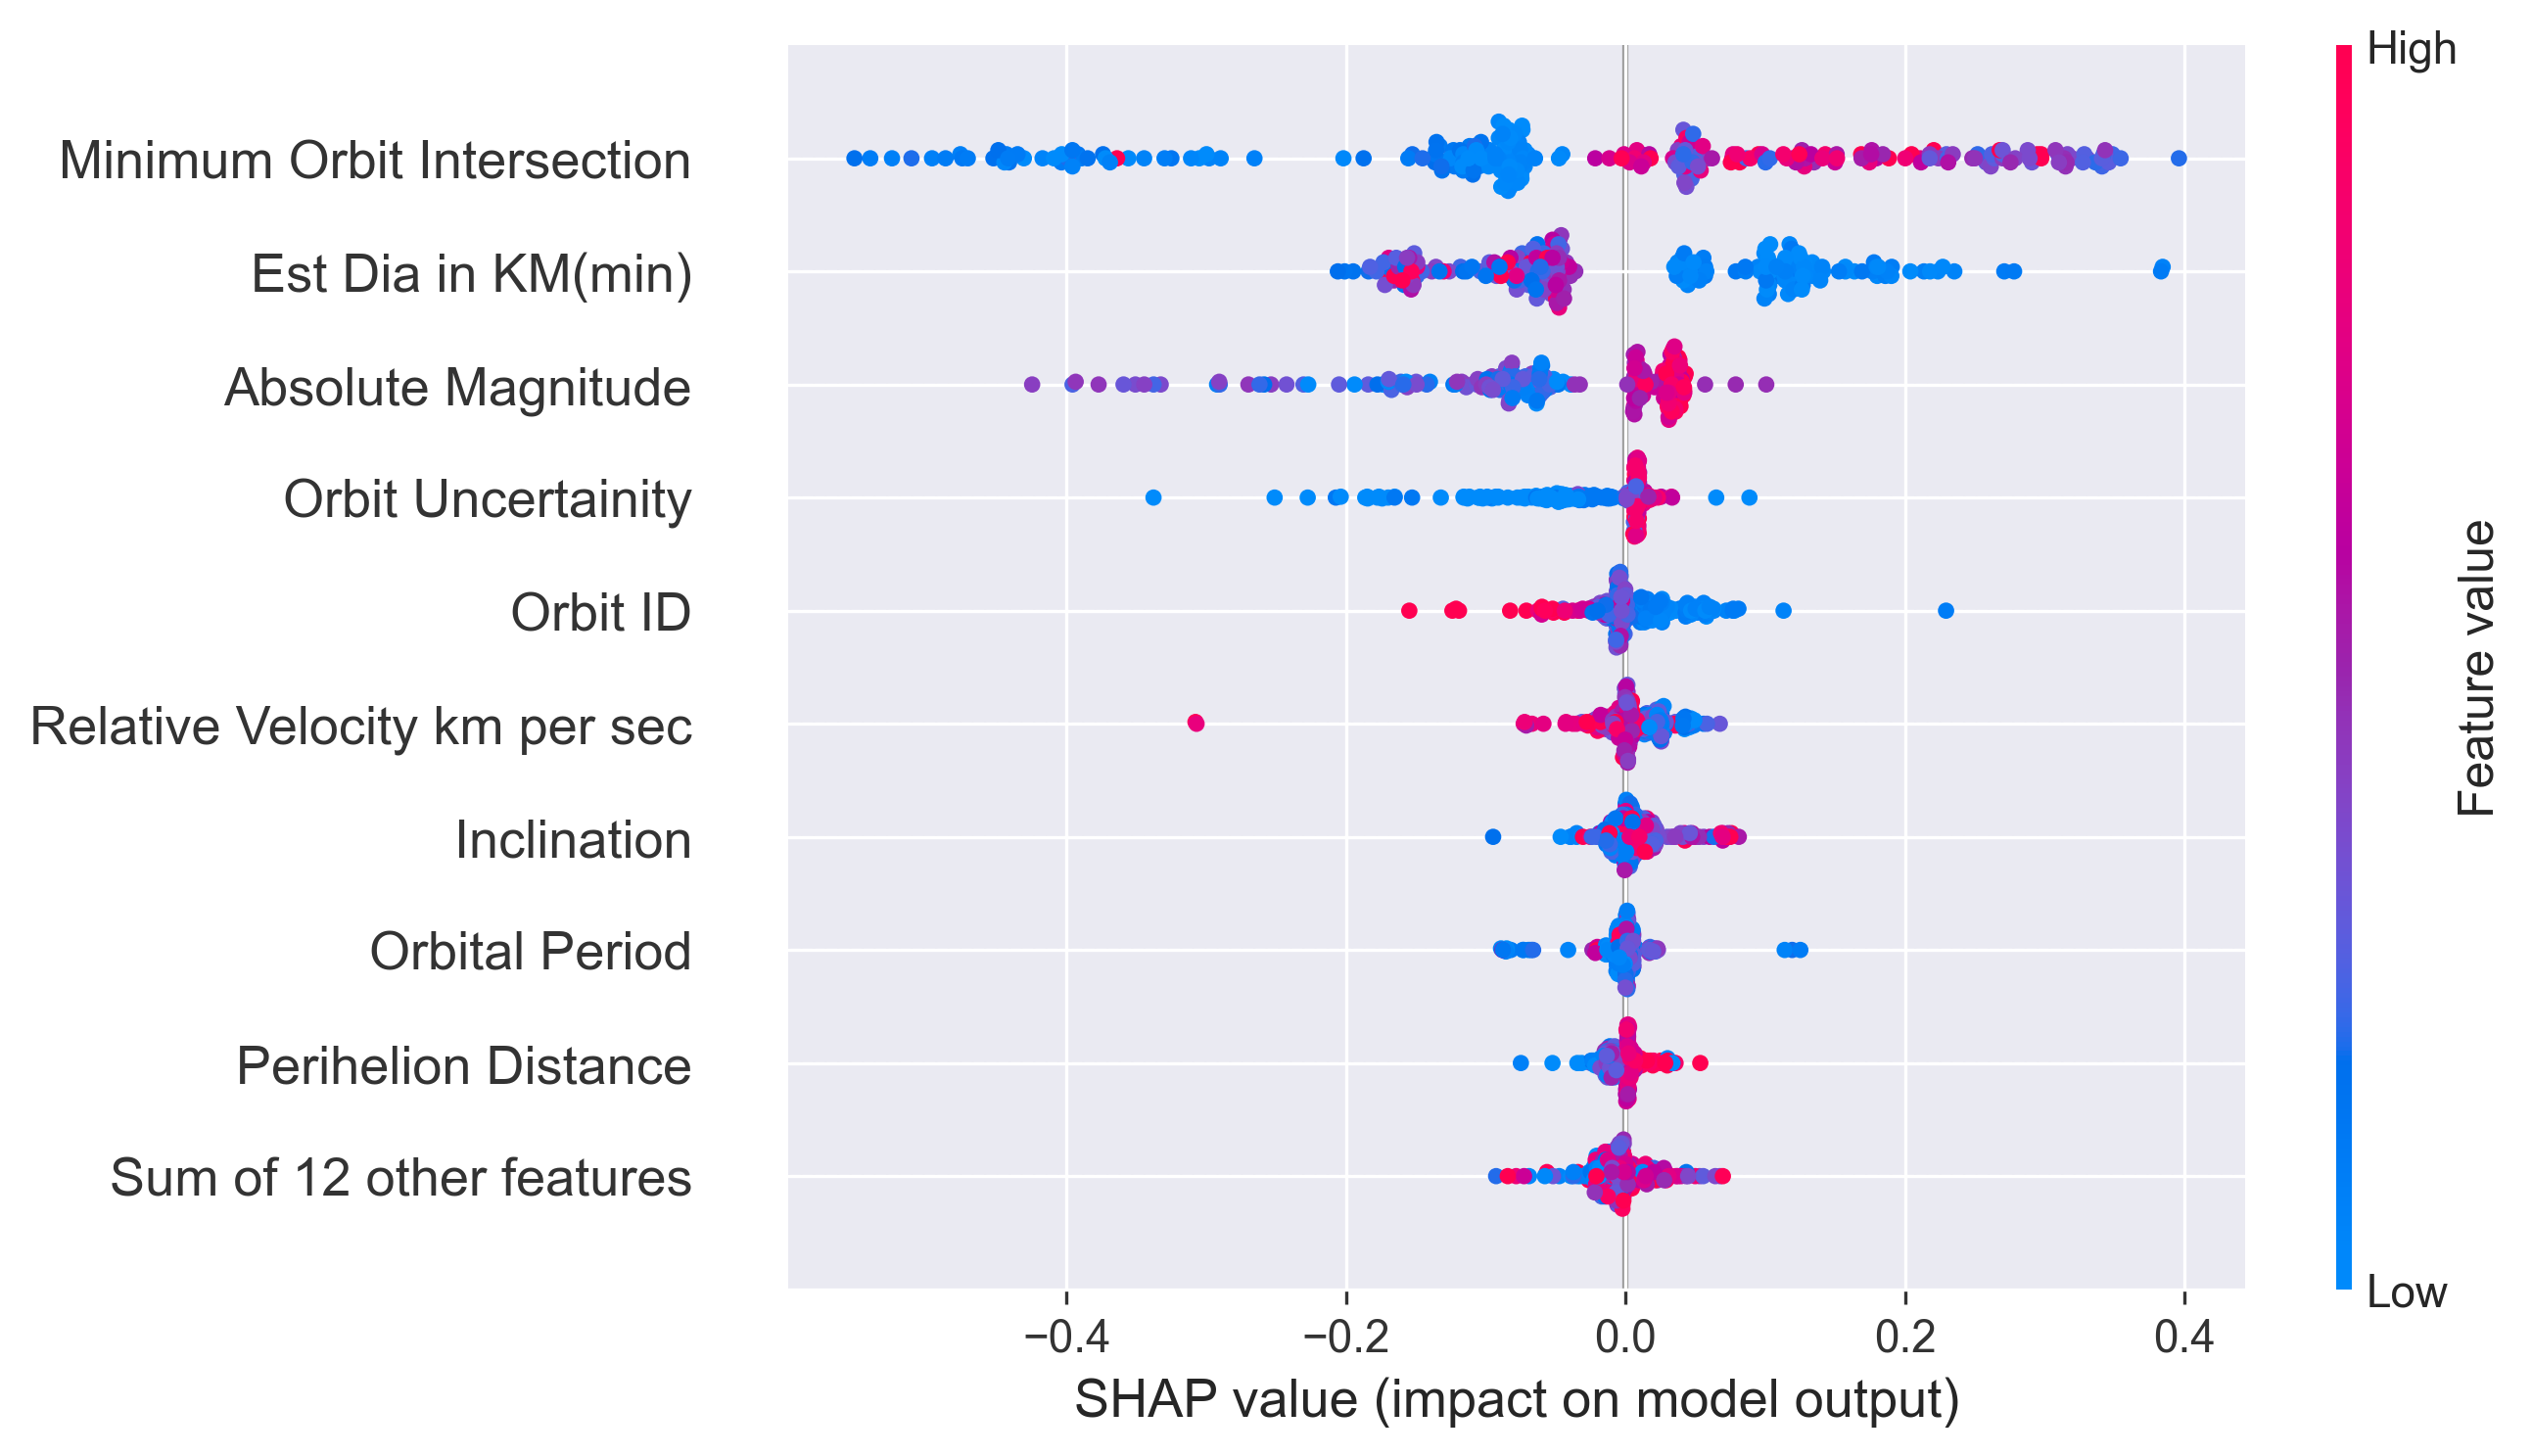 High
Minimum Orbit Intersection
Est Dia in KM(min)
Absolute Magnitude
Orbit Uncertainity
Orbit ID
Relative Velocity km per sec
Inclination
Orbital Period
Perihelion Distance
Sum of 12 other features
Feature value
Low
−0.4 −0.2 0.0 0.2 0.4
SHAP value (impact on model output)